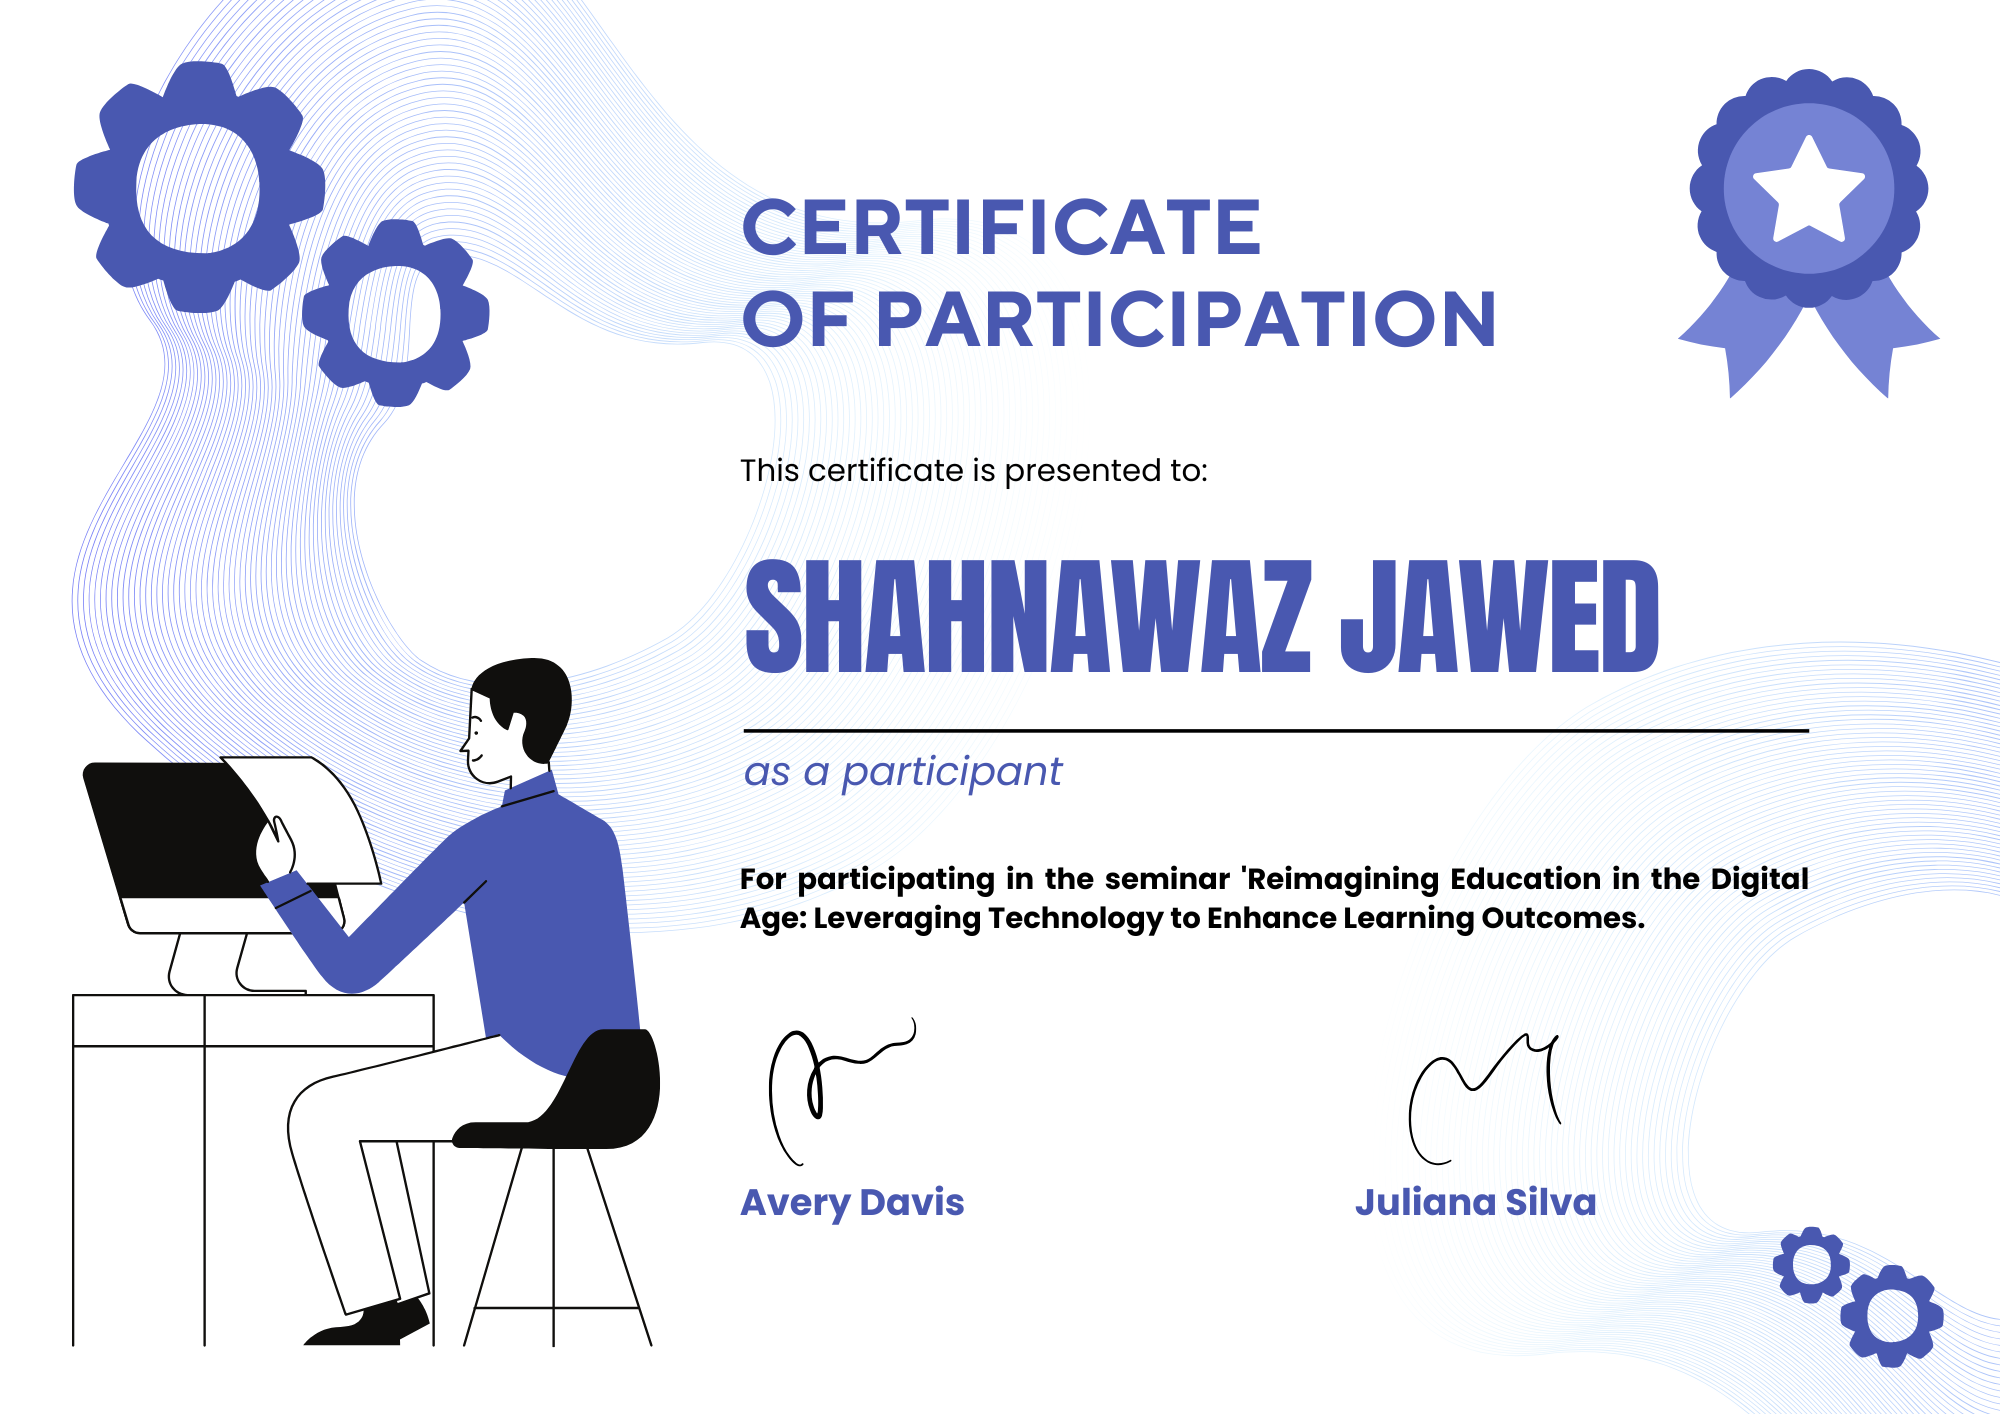 CERTIFICATE
OF PARTICIPATION
This certificate is presented to:
SHAHNAWAZ JAWED
as a participant
For participating in the seminar 'Reimagining Education in the Digital
Age: Leveraging Technology to Enhance Learning Outcomes.
Avery Davis
Juliana Silva